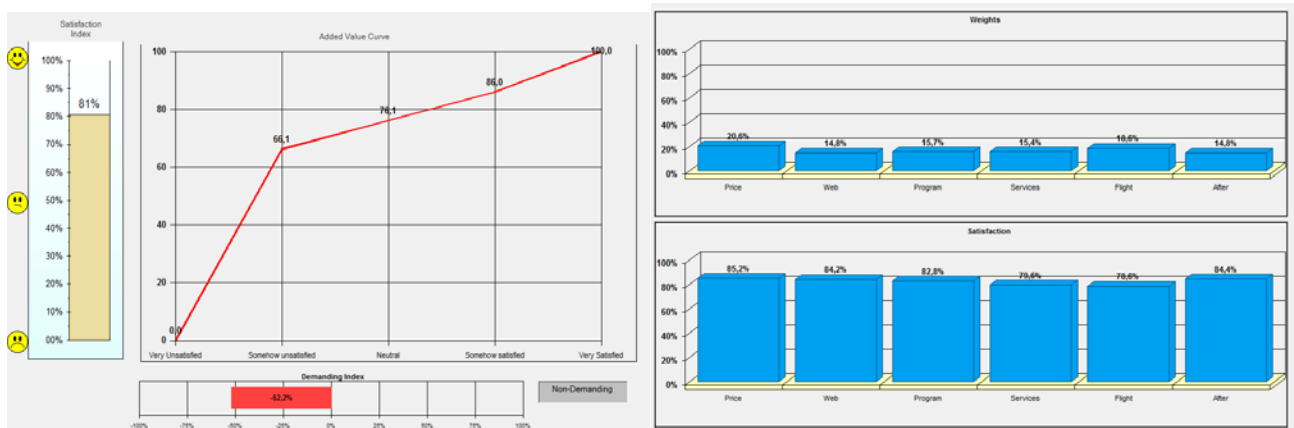 Satisfaction
Index
100%
90%
80%
70%
60%
50%
40%
30%
20%
10%
00%
81%
Added Value Curve
100
80
60
40
20
0
0,0
66,1
76,1
86,0
100,0
Very Unsatisfied Somehow unsatisfied Neutral Somehow satisfied Very Satisfied
Demanding Index
-52,2%
-100% -75% -50% -25% 0% 25% 50% 75% 100%
Non-Demanding
Weights
100%
80%
60%
40%
20%
0%
20,6% 14,8% 15,7% 15,4% 18,6% 14,8%
Price Web Program Services Flight After
Satisfaction
100%
80%
60%
40%
20%
0%
85,2% 84,2% 82,8% 79,6% 78,6% 84,4%
Price Web Program Services Flight After